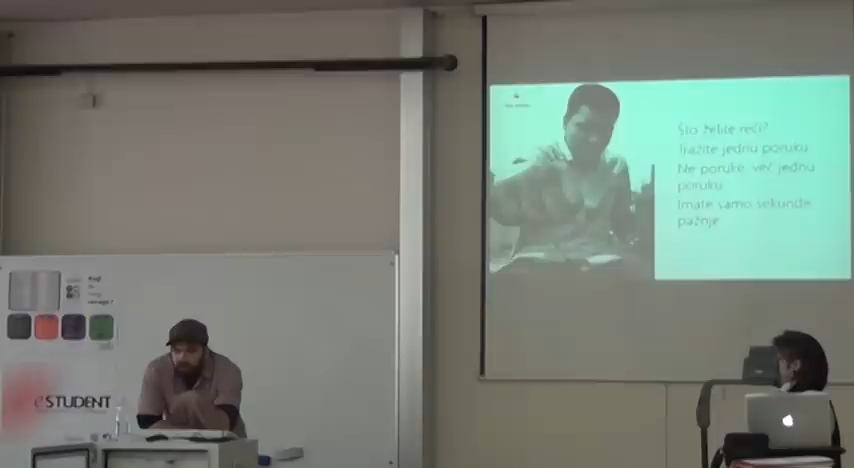 Što želite reći?
Tražite jednu poruku
Ne poruke, već jednu
poruku
Imate samo sekunde
pažnje
eSTUDENT